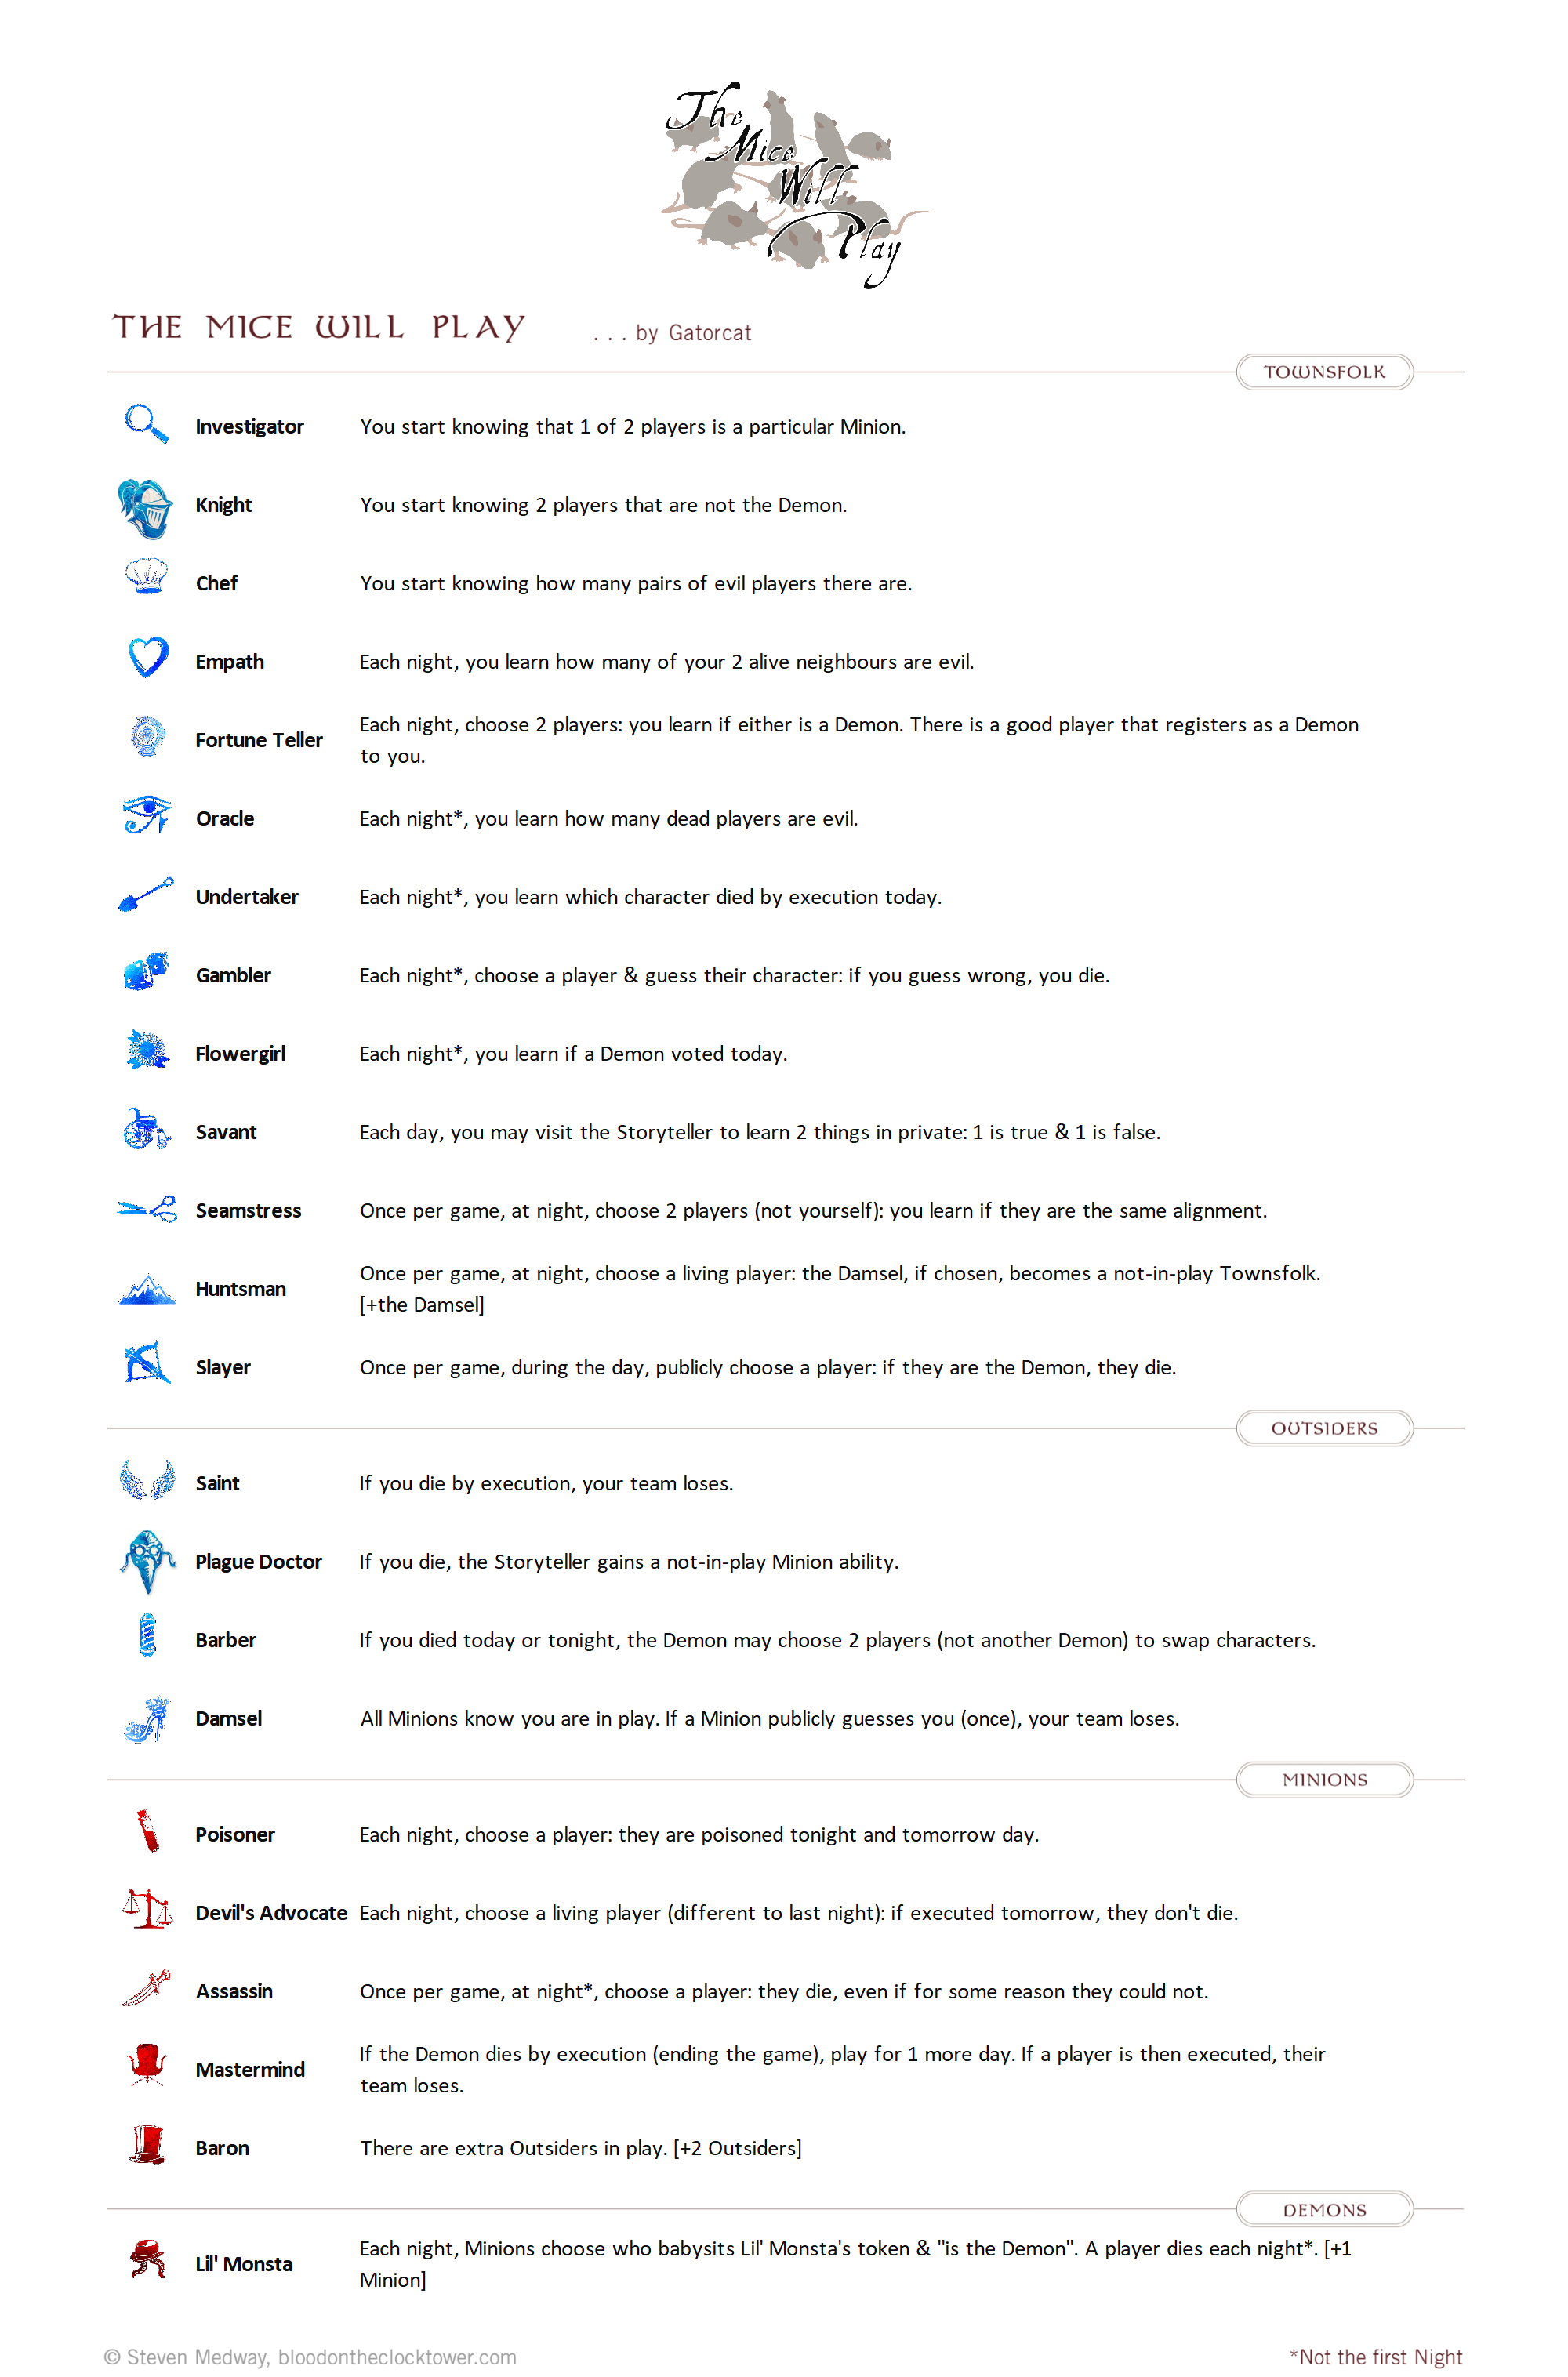 The
Mice
Will
Play
THE MICE WILL PLAY . . . by Gatorcat
TOWNSFOLK
Investigator You start knowing that 1 of 2 players is a particular Minion.
Knight You start knowing 2 players that are not the Demon.
Chef You start knowing how many pairs of evil players there are.
Empath Each night, you learn how many of your 2 alive neighbours are evil.
Fortune Teller Each night, choose 2 players: you learn if either is a Demon. There is a good player that registers as a Demon
to you.
Oracle Each night*, you learn how many dead players are evil.
Undertaker Each night*, you learn which character died by execution today.
Gambler Each night*, choose a player & guess their character: if you guess wrong, you die.
Flowergirl Each night*, you learn if a Demon voted today.
Savant Each day, you may visit the Storyteller to learn 2 things in private: 1 is true & 1 is false.
Seamstress Once per game, at night, choose 2 players (not yourself): you learn if they are the same alignment.
Huntsman Once per game, at night, choose a living player: the Damsel, if chosen, becomes a not-in-play Townsfolk.
[+the Damsel]
Slayer Once per game, during the day, publicly choose a player: if they are the Demon, they die.
OUTSIDERS
Saint If you die by execution, your team loses.
Plague Doctor If you die, the Storyteller gains a not-in-play Minion ability.
Barber If you died today or tonight, the Demon may choose 2 players (not another Demon) to swap characters.
Damsel All Minions know you are in play. If a Minion publicly guesses you (once), your team loses.
MINIONS
Poisoner Each night, choose a player: they are poisoned tonight and tomorrow day.
Devil's Advocate Each night, choose a living player (different to last night): if executed tomorrow, they don't die.
Assassin Once per game, at night*, choose a player: they die, even if for some reason they could not.
Mastermind If the Demon dies by execution (ending the game), play for 1 more day. If a player is then executed, their
team loses.
Baron There are extra Outsiders in play. [+2 Outsiders]
DEMONS
Lil' Monsta Each night, Minions choose who babysits Lil' Monsta's token & "is the Demon". A player dies each night*. [+1
Minion]
© Steven Medway, bloodontheclocktower.com *Not the first Night